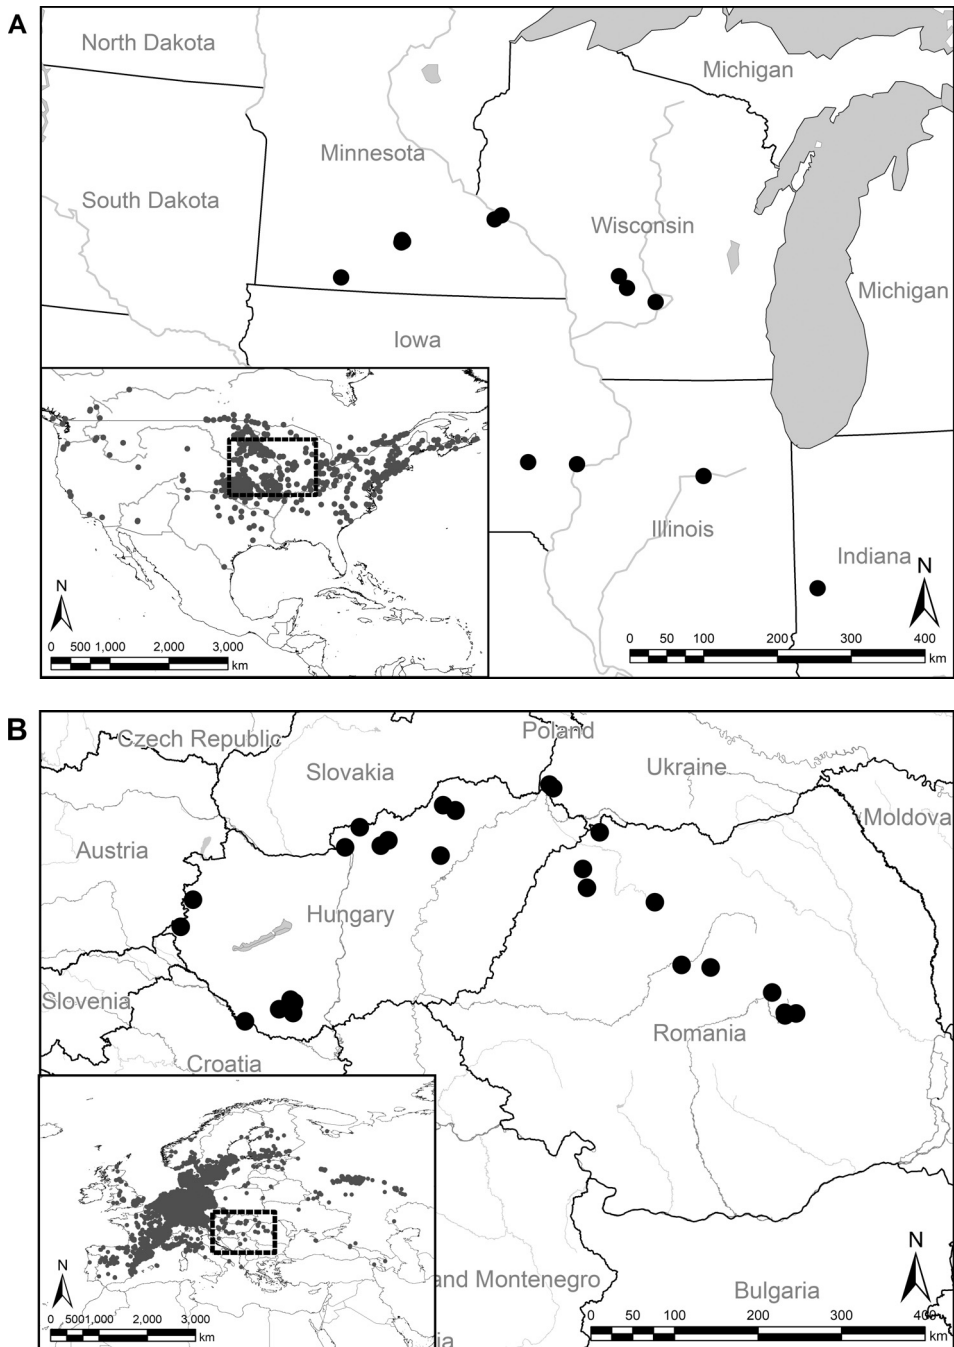 A
North Dakota
Michigan
Minnesota
South Dakota
Wisconsin
Michigan
Iowa
Illinois
Indiana
N
N
0 500 1,000 2,000 3,000
km
0 50 100 200 300 400
km
B
Czech Republic
Poland
Slovakia
Ukraine
Moldova
Austria
Hungary
Slovenia
Romania
Croatia
and Montenegro
Bulgaria
ia
N
N
0 5001,000 2,000 3,000
km
0 50 100 200 300 400
km